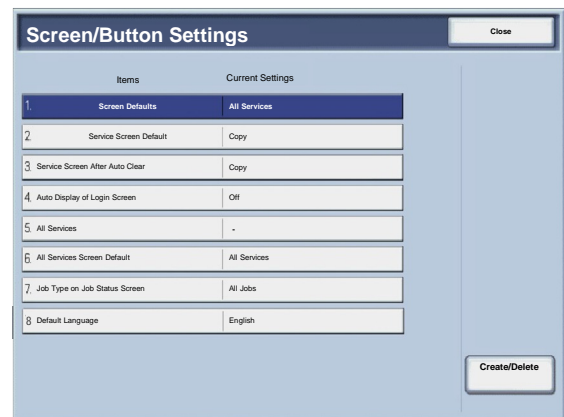 Screen/Button Settings
Close
Items Current Settings
1. Screen Defaults All Services
2 Service Screen Default Copy
3. Service Screen After Auto Clear Copy
4. Auto Display of Login Screen Off
5. All Services -
6. All Services Screen Default All Services
7. Job Type on Job Status Screen All Jobs
8 Default Language English
Create/Delete